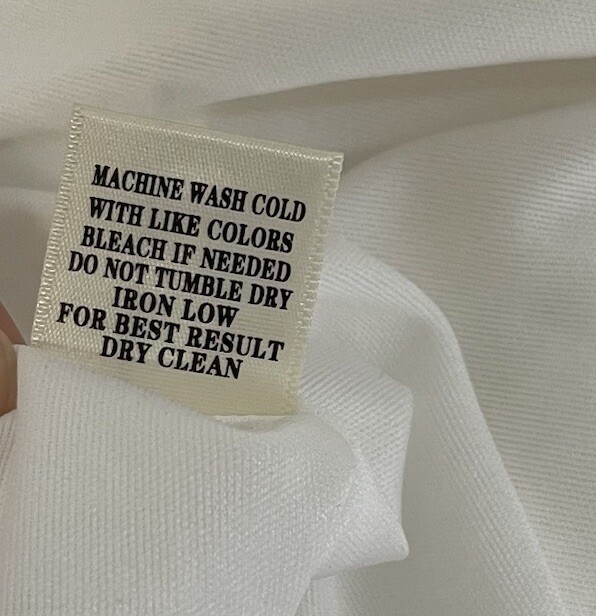 MACHINE WASH COLD
WITH LIKE COLORS
BLEACH IF NEEDED
DO NOT TUMBLE DRY
IRON LOW
FOR BEST RESULT
DRY CLEAN